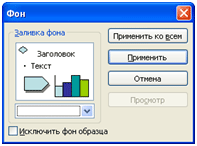 Фон
Заливка фона
Заголовок
• Текст
Применить ко всем
Применить
Отмена
Просмотр
Исключить фон образца